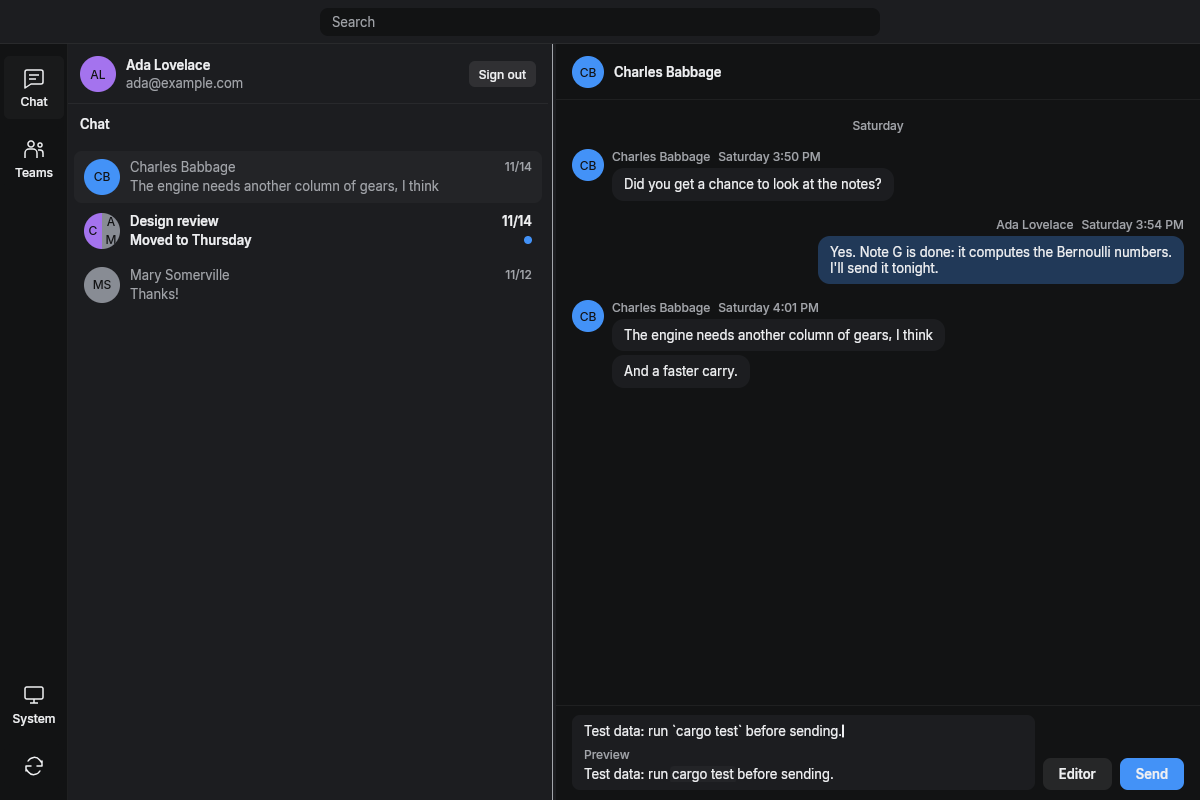 Search
Chat
Teams
System
AL
Ada Lovelace
ada@example.com
Sign out
Chat
CB
Charles Babbage
11/14
The engine needs another column of gears, I think
C
A
M
Design review
11/14
Moved to Thursday
MS
Mary Somerville
11/12
Thanks!
CB
Charles Babbage
Saturday
CB
Charles Babbage Saturday 3:50 PM
Did you get a chance to look at the notes?
Ada Lovelace Saturday 3:54 PM
Yes. Note G is done: it computes the Bernoulli numbers.
I'll send it tonight.
CB
Charles Babbage Saturday 4:01 PM
The engine needs another column of gears, I think
And a faster carry.
Test data: run `cargo test` before sending.
Preview
Test data: run cargo test before sending.
Editor
Send